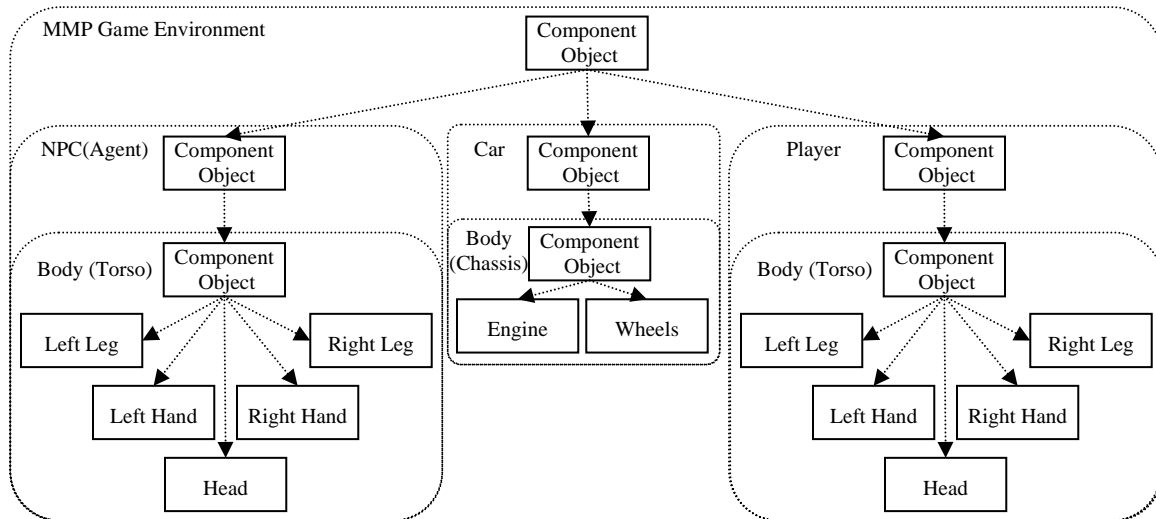 MMP Game Environment
Component
Object
NPC(Agent)
Component
Object
Car
Component
Object
Player
Component
Object
Body (Torso)
Component
Object
Body
(Chassis)
Component
Object
Body (Torso)
Component
Object
Left Leg
Right Leg
Engine
Wheels
Left Leg
Right Leg
Left Hand
Right Hand
Left Hand
Right Hand
Head
Head